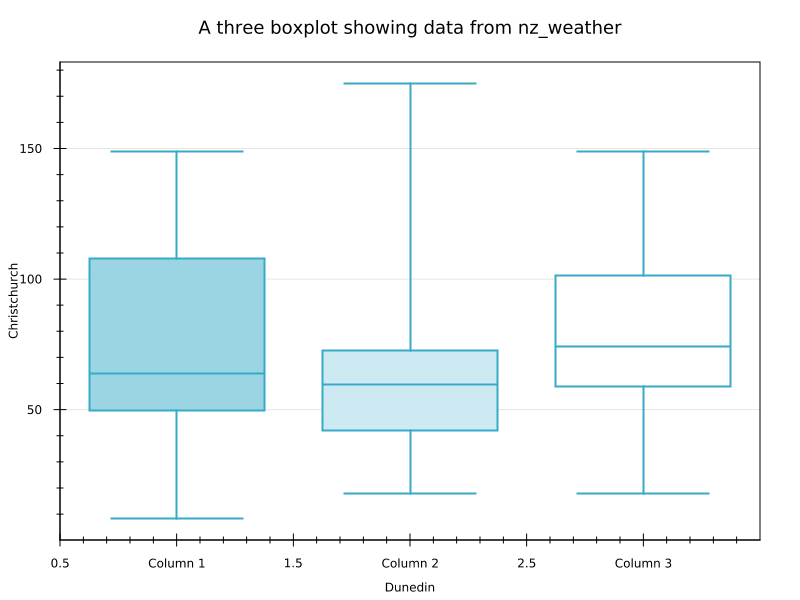 A three boxplot showing data from nz_weather
150
100
50
Christchurch
0.5 Column 1 1.5 Column 2 2.5 Column 3
Dunedin